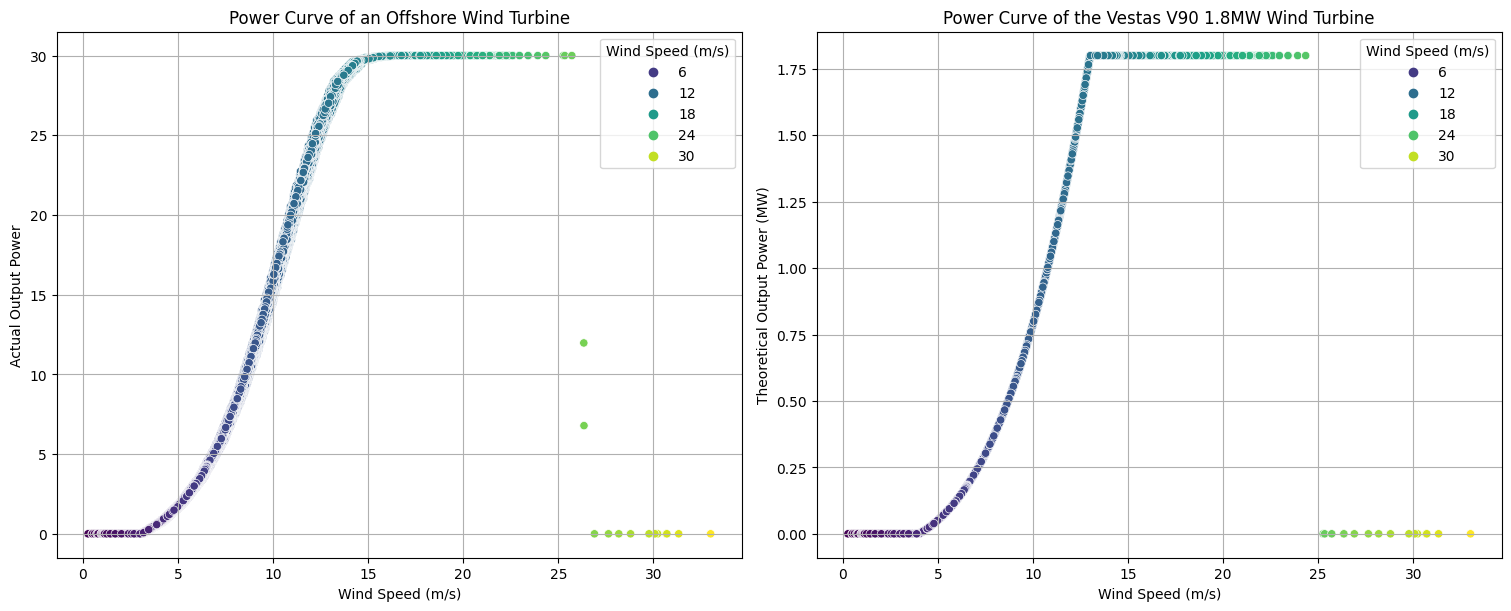 Power Curve of an Offshore Wind Turbine
Actual Output Power
30
25
20
15
10
5
0
0 5 10 15 20 25 30
Wind Speed (m/s)
Wind Speed (m/s)
6
12
18
24
30
Power Curve of the Vestas V90 1.8MW Wind Turbine
Theoretical Output Power (MW)
1.75
1.50
1.25
1.00
0.75
0.50
0.25
0.00
0 5 10 15 20 25 30
Wind Speed (m/s)
Wind Speed (m/s)
6
12
18
24
30